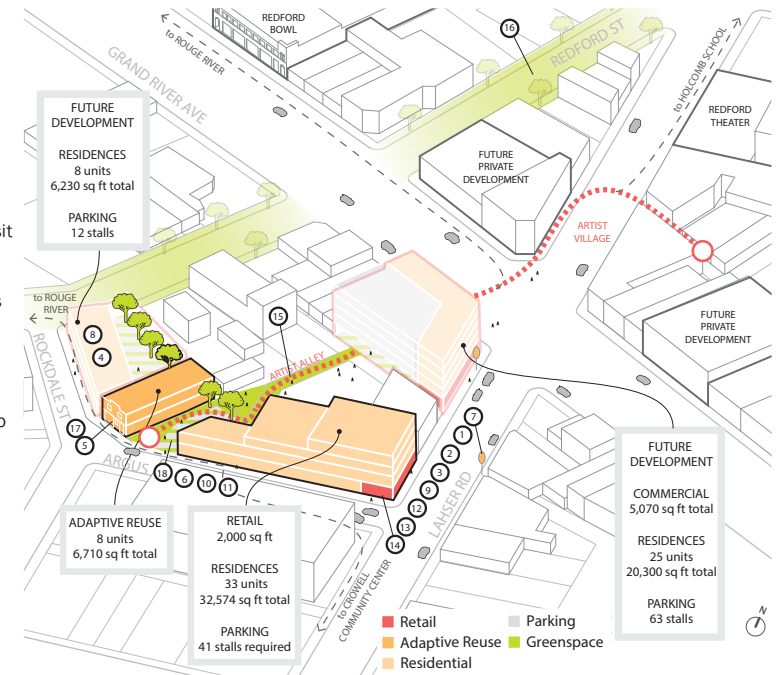 REDFORD
BOWL
to ROUGE RIVER
16
REDFORD ST
to HOLCOMB SCHOOL
GRAND RIVER AVE
REDFORD
THEATER
FUTURE
DEVELOPMENT
RESIDENCES
8 units
6,230 sq ft total
PARKING
12 stalls
FUTURE
PRIVATE
DEVELOPMENT
ARTIST
VILLAGE
sit
s
o
to ROUGE
RIVER
8
4
15
ARTIST ALLEY
FUTURE
PRIVATE
DEVELOPMENT
ROCKDALE ST
17
5
ARGUS
18
6
10
11
7
1
2
3
9
12
13
14
LAHSER RD
ADAPTIVE REUSE
8 units
6,710 sq ft total
RETAIL
2,000 sq ft
RESIDENCES
33 units
32,574 sq ft total
PARKING
41 stalls required
FUTURE
DEVELOPMENT
COMMERCIAL
5,070 sq ft total
RESIDENCES
25 units
20,300 sq ft total
PARKING
63 stalls
to CROWELL
COMMUNITY CENTER
Retail
Adaptive Reuse
Residential
Parking
Greenspace
N